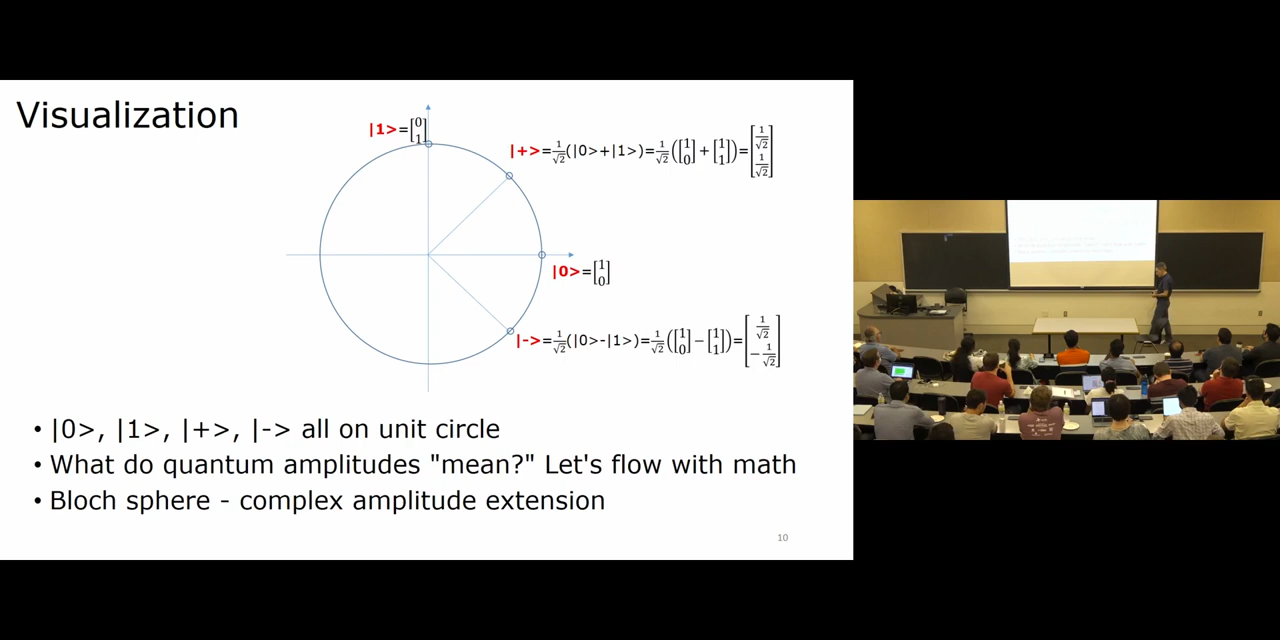 Visualization
|1>=[0 1]
|+>=1/√2(|0>+|1>)=1/√2([1 0]+[1 1])=[1/√2 1/√2]
|0>=[1 0]
|->=1/√2(|0>-|1>)=1/√2([1 0]−[1 1])=[1/√2 −1/√2]
• |0>, |1>, |+>, |-> all on unit circle
• What do quantum amplitudes "mean?" Let's flow with math
• Bloch sphere - complex amplitude extension
10